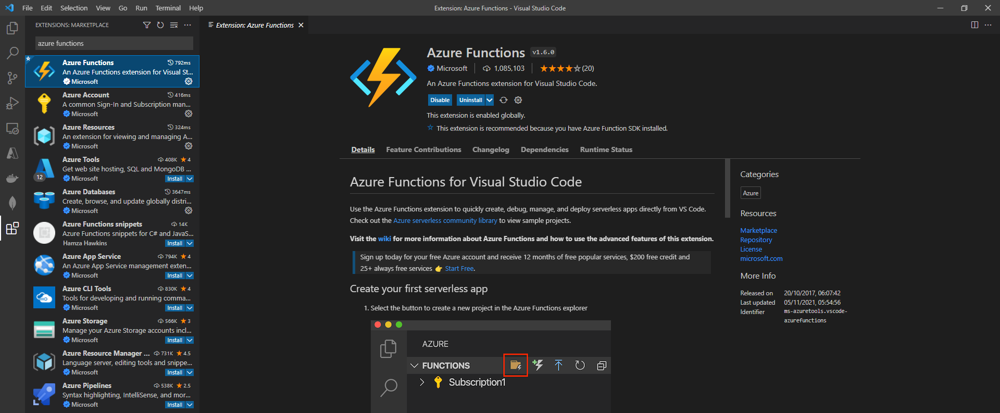 File Edit Selection View Go Run Terminal Help
Extension: Azure Functions - Visual Studio Code
EXTENSIONS: MARKETPLACE
azure functions
Azure Functions 792ms
An Azure Functions extension for Visual St...
Microsoft
Azure Account 416ms
A common Sign-In and Subscription man...
Microsoft
Azure Resources 324ms
An extension for viewing and managing A...
Microsoft
Azure Tools 408K 4
Get web site hosting, SQL and MongoDB ...
12
Microsoft Install
Azure Databases 3647ms
Create, browse, and update globally distri...
Microsoft
Azure Functions snippets 14K
Azure Functions snippets for C# and JavaS...
Hamza Hawkins Install
Azure App Service 794K 4
An Azure App Service management exten...
Microsoft Install
Azure CLI Tools 830K 4
Tools for developing and running comma...
Microsoft Install
Azure Storage 566K 3
Manage your Azure Storage accounts incl...
Microsoft Install
Azure Resource Manager ... 731K 4.5
Language server, editing tools and snippe...
Microsoft Install
Azure Pipelines 538K 2.5
Syntax highlighting, IntelliSense, and mor...
Microsoft Install
Extension: Azure Functions
Azure Functions v1.6.0
Microsoft 1,085,103 (20)
An Azure Functions extension for Visual Studio Code.
Disable Uninstall
This extension is enabled globally.
This extension is recommended because you have Azure Function SDK installed.
Details Feature Contributions Changelog Dependencies Runtime Status
Azure Functions for Visual Studio Code
Use the Azure Functions extension to quickly create, debug, manage, and deploy serverless apps directly from VS Code.
Check out the Azure serverless community library to view sample projects.
Visit the wiki for more information about Azure Functions and how to use the advanced features of this extension.
Sign up today for your free Azure account and receive 12 months of free popular services, $200 free credit and
25+ always free services 👉 Start Free.
Create your first serverless app
1. Select the button to create a new project in the Azure Functions explorer
AZURE
FUNCTIONS
Subscription1
Categories
Azure
Resources
Marketplace
Repository
License
microsoft.com
More Info
Released on 20/10/2017, 06:07:42
Last updated 05/11/2021, 05:54:56
Identifier ms-azuretools.vscode-
azurefunctions